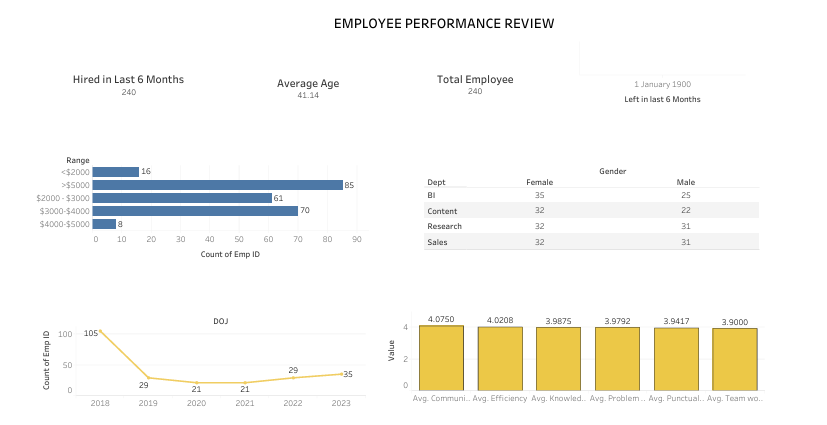 EMPLOYEE PERFORMANCE REVIEW
Hired in Last 6 Months
240
Average Age
41.14
Total Employee
240
1 January 1900
Left in last 6 Months
Range
<$2000 16
>$5000 85
$2000 - $3000 61
$3000-$4000 70
$4000-$5000 8
0 10 20 30 40 50 60 70 80 90
Count of Emp ID
Gender
Dept Female Male
BI 35 25
Content 32 22
Research 32 31
Sales 32 31
DOJ
Count of Emp ID
100
50
0
105
29
21
21
29
35
2018 2019 2020 2021 2022 2023
Value
4
2
0
4.0750 4.0208 3.9875 3.9792 3.9417 3.9000
Avg. Communi.. Avg. Efficiency Avg. Knowled.. Avg. Problem .. Avg. Punctual.. Avg. Team wo..